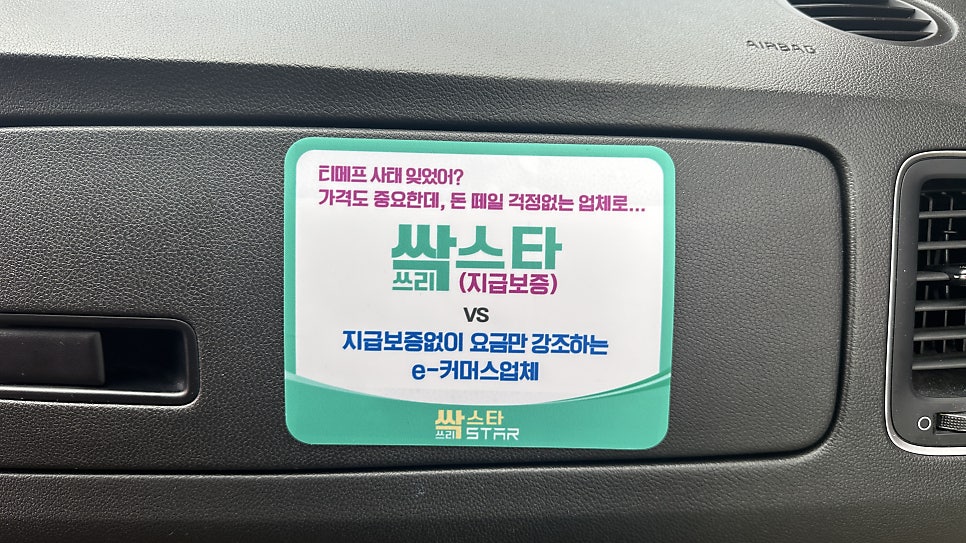 AIRBAG
티메프 사태 잊었어?
가격도 중요한데, 돈 떼일 걱정없는 업체로...
싹스타
쓰리 (지급보증)
VS
지급보증없이 요금만 강조하는
e-커머스업체
싹스타
쓰리 STAR